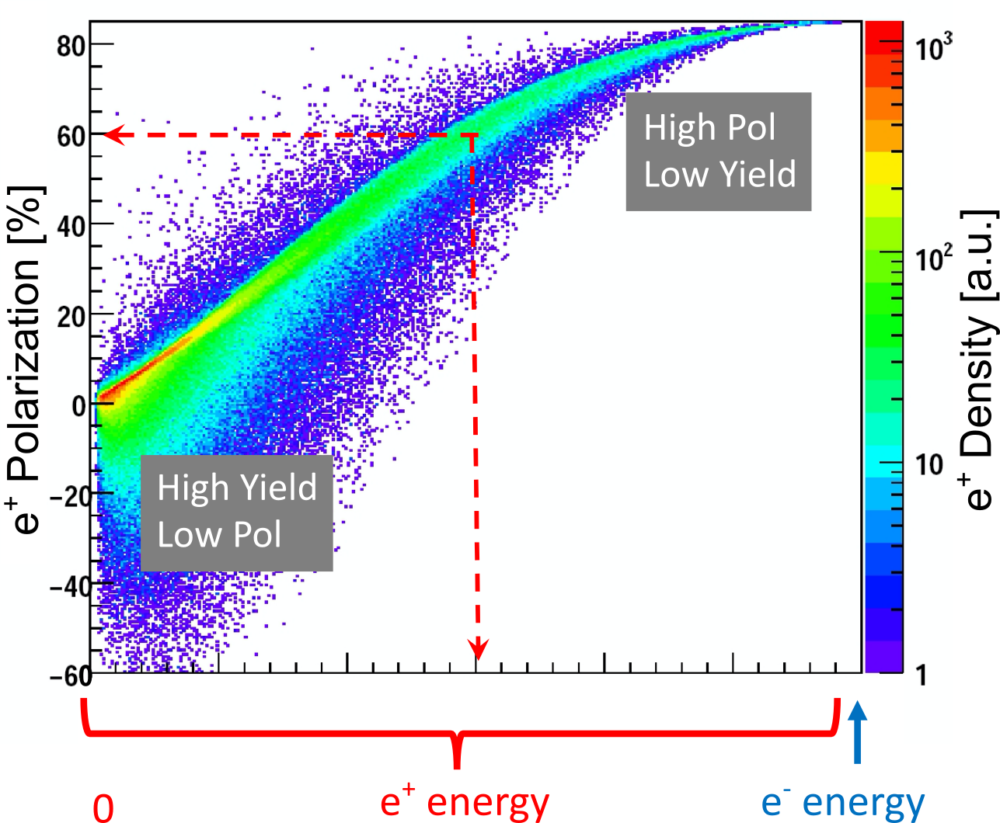 80
60
40
20
0
−20
−40
−60
e⁺ Polarization [%]
High Pol
Low Yield
High Yield
Low Pol
10³
10²
10
1
e⁺ Density [a.u.]
0
e⁺ energy
e⁻ energy